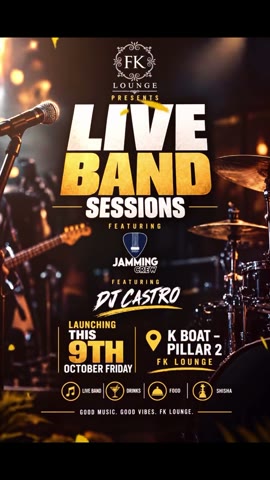 FK
LOUNGE
PRESENTS
LIVE
BAND
SESSIONS
FEATURING
JAMMING
CREW
FEATURING
DJ CASTRO
LAUNCHING
THIS
9TH
OCTOBER FRIDAY
K BOAT -
PILLAR 2
FK LOUNGE
LIVE BAND
DRINKS
FOOD
SHISHA
GOOD MUSIC. GOOD VIBES. FK LOUNGE.